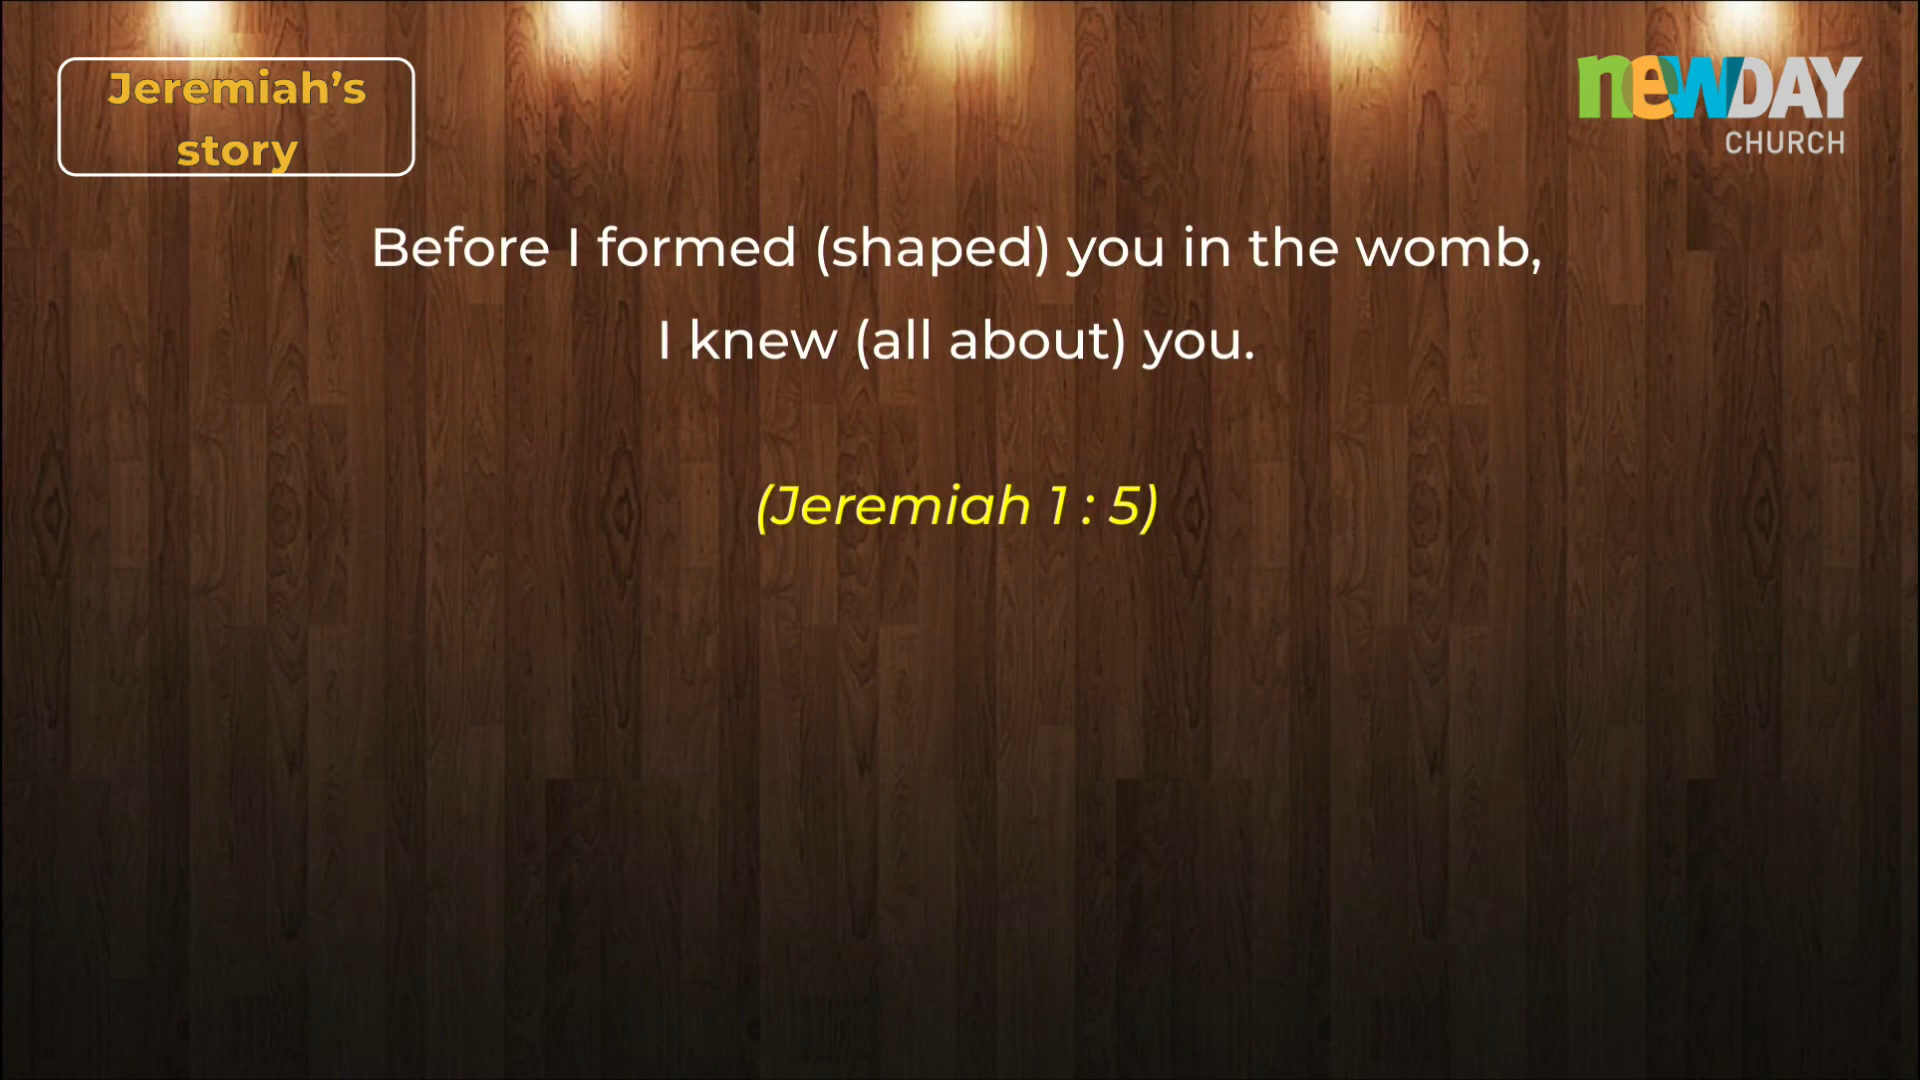 Jeremiah's
story
newDAY
CHURCH
Before I formed (shaped) you in the womb,
I knew (all about) you.
(Jeremiah 1 : 5)